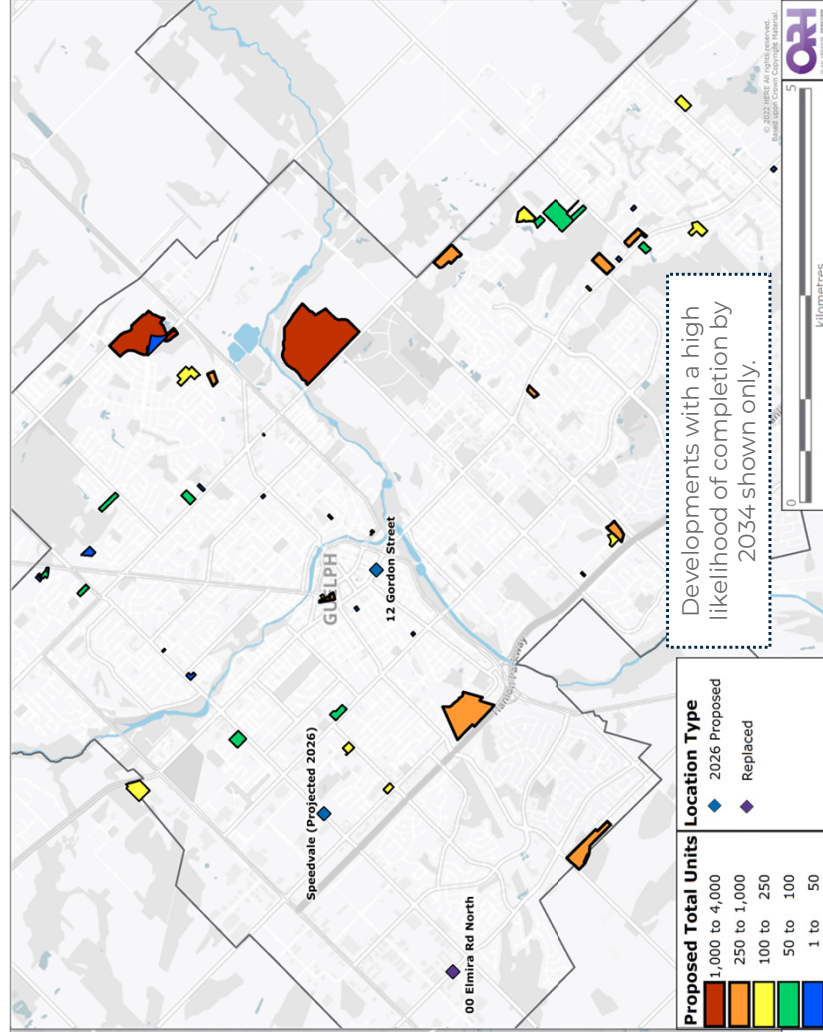 © 2022 HERE All rights reserved.
Based upon Crown Copyright Material.
ORH
5
0
kilometres
Developments with a high
likelihood of completion by
2034 shown only.
GUELPH
12 Gordon Street
Speedvale (Projected 2026)
00 Elmira Rd North
Proposed Total Units
1,000 to 4,000
250 to 1,000
100 to 250
50 to 100
1 to 50
Location Type
2026 Proposed
Replaced